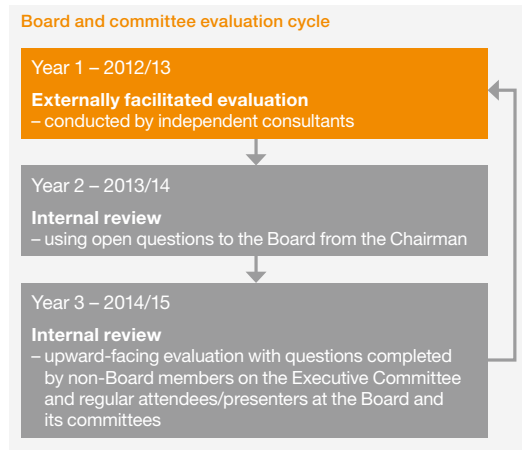 Board and committee evaluation cycle
Year 1 – 2012/13
Externally facilitated evaluation
– conducted by independent consultants
Year 2 – 2013/14
Internal review
– using open questions to the Board from the Chairman
Year 3 – 2014/15
Internal review
– upward-facing evaluation with questions completed
by non-Board members on the Executive Committee
and regular attendees/presenters at the Board and
its committees